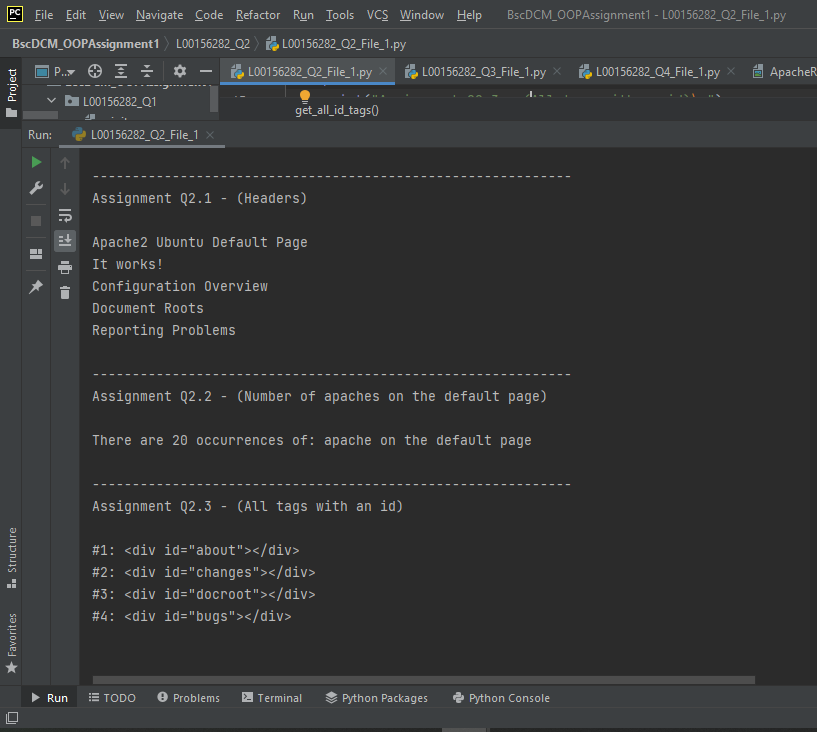 PC File Edit View Navigate Code Refactor Run Tools VCS Window Help BscDCM_OOPAssignment1 - L00156282_Q2_File_1.py
BscDCM_OOPAssignment1 L00156282_Q2 L00156282_Q2_File_1.py
Project
P... L00156282_Q2_File_1.py L00156282_Q3_File_1.py L00156282_Q4_File_1.py ApacheR
L00156282_Q1
get_all_id_tags()
Run: L00156282_Q2_File_1
------------------------------------------------------------
Assignment Q2.1 - (Headers)
Apache2 Ubuntu Default Page
It works!
Configuration Overview
Document Roots
Reporting Problems
------------------------------------------------------------
Assignment Q2.2 - (Number of apaches on the default page)
There are 20 occurrences of: apache on the default page
------------------------------------------------------------
Assignment Q2.3 - (All tags with an id)
#1: <div id="about"></div>
#2: <div id="changes"></div>
#3: <div id="docroot"></div>
#4: <div id="bugs"></div>
Structure
Favorites
Run TODO Problems Terminal Python Packages Python Console